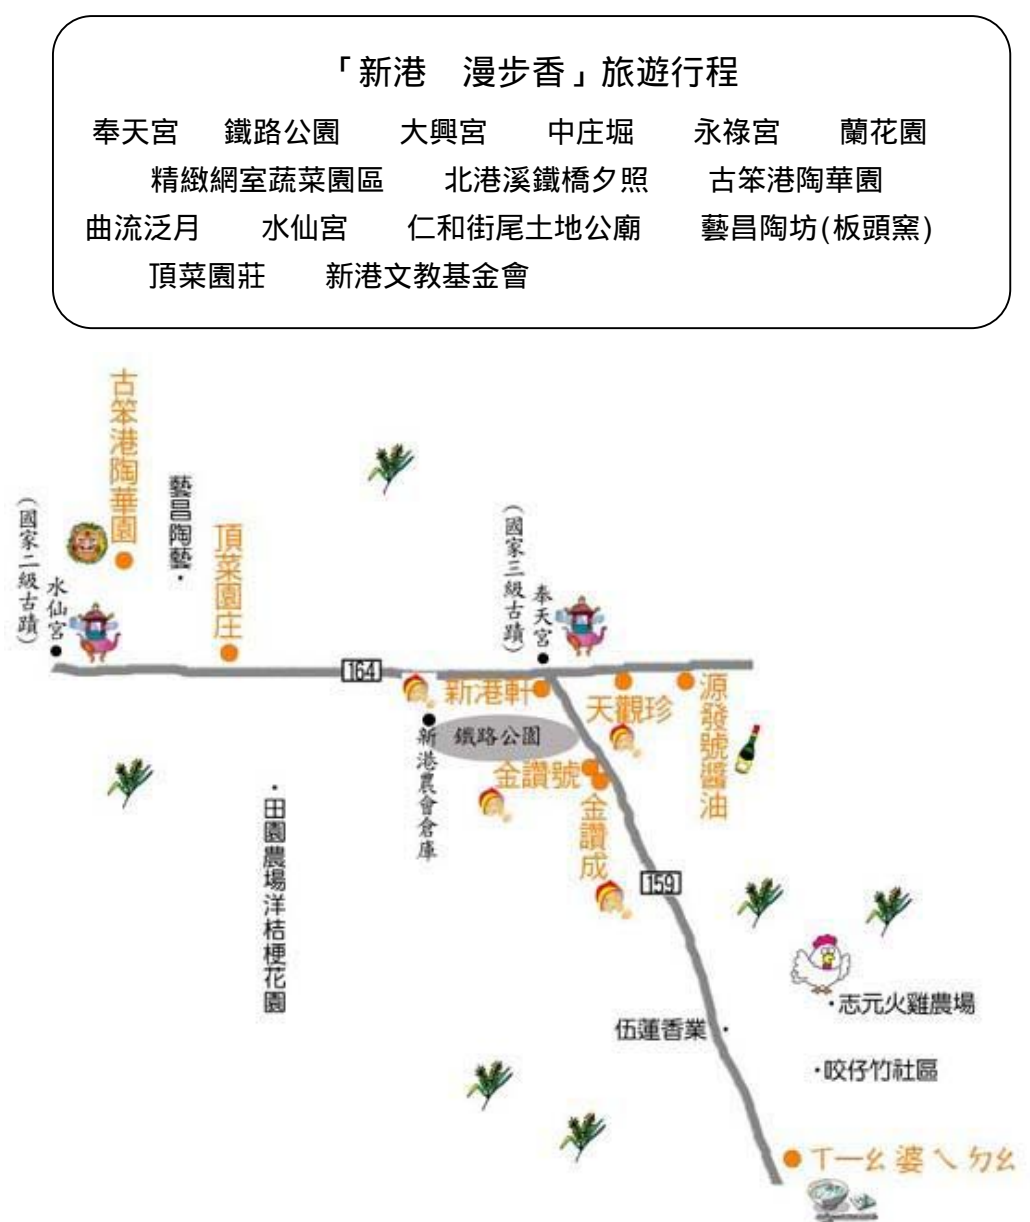 「新港　漫步香」旅遊行程
奉天宮　鐵路公園　大興宮　中庄堀　永祿宮　蘭花園
精緻網室蔬菜園區　北港溪鐵橋夕照　古笨港陶華園
曲流泛月　水仙宮　仁和街尾土地公廟　藝昌陶坊(板頭窯)
頂菜園莊　新港文教基金會
古笨港陶華園
藝昌陶藝
頂菜園庄
(國家二級古蹟)
水仙宮
(國家三級古蹟)
奉天宮
164
新港軒
天觀珍
源發號醬油
鐵路公園
新港農會倉庫
金讚號
金讚成
田園農場洋桔梗花園
159
志元火雞農場
伍蓮香業
咬仔竹社區
ㄒㄧㄠ婆ㄟㄉㄠ